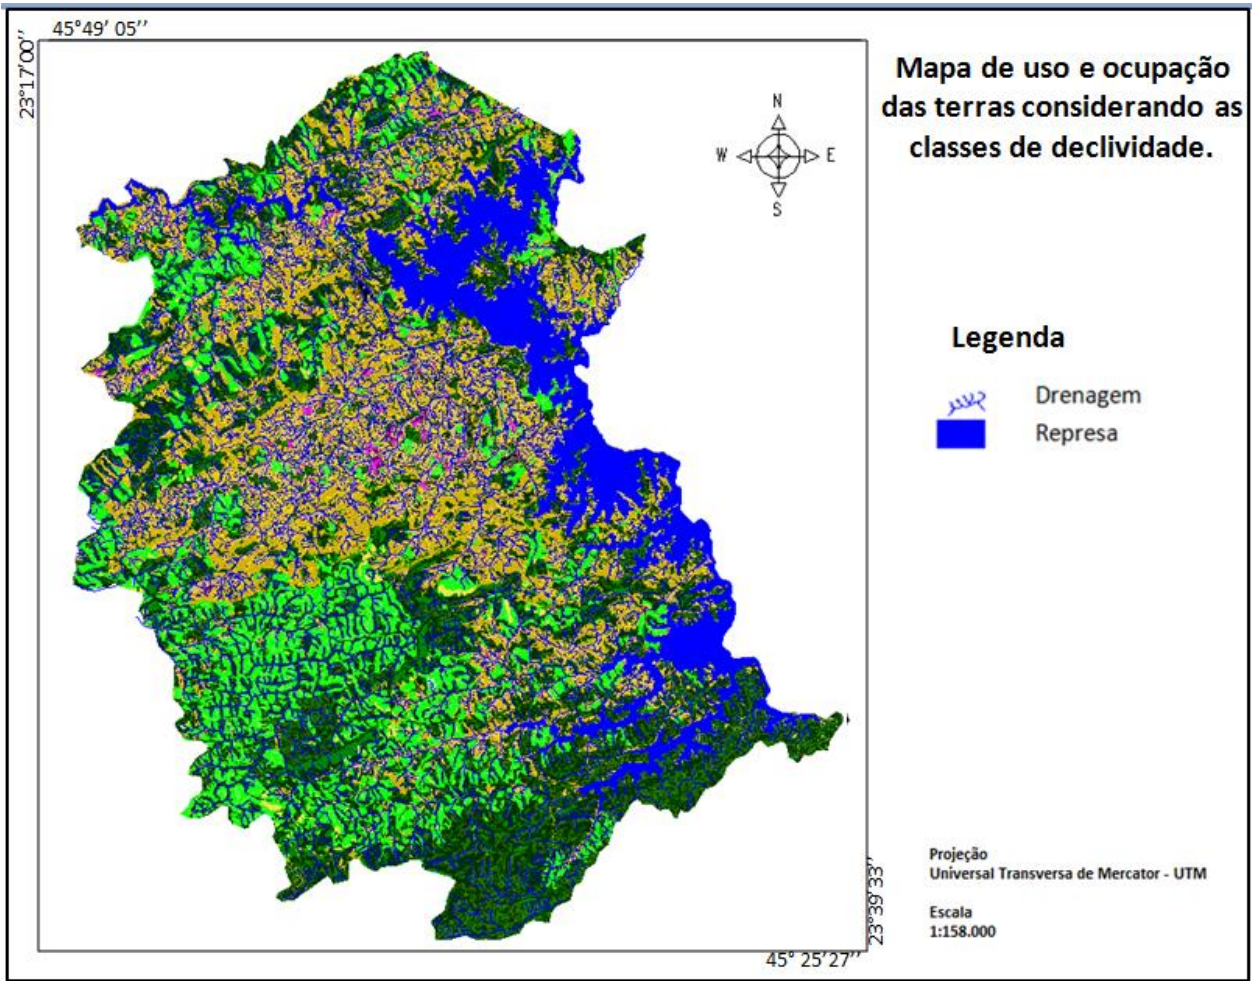 45°49' 05''
23°17'00''
Mapa de uso e ocupação
das terras considerando as
classes de declividade.
N
W
E
S
Legenda
Drenagem
Represa
Projeção
Universal Transversa de Mercator - UTM
Escala
1:158.000
23°39'33''
45° 25'27''